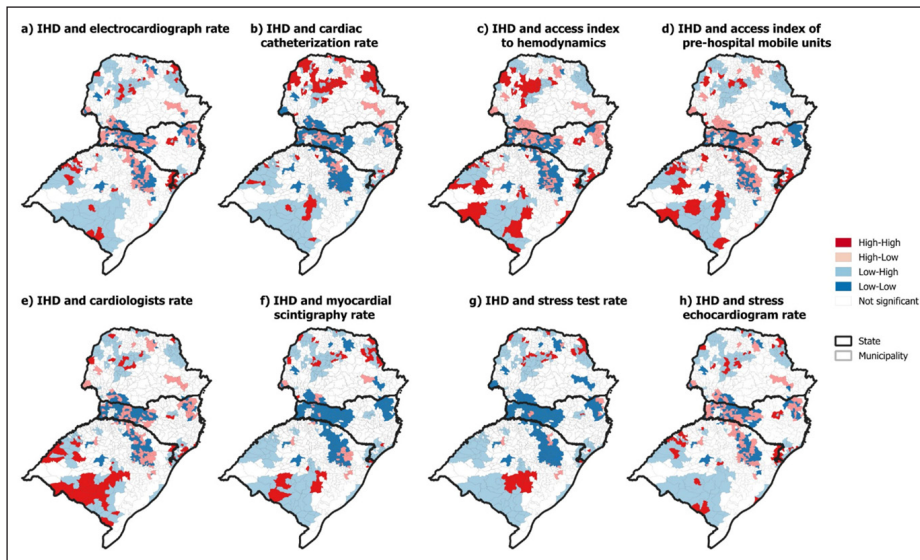 a) IHD and electrocardiograph rate
b) IHD and cardiac
catheterization rate
c) IHD and access index
to hemodynamics
d) IHD and access index of
pre-hospital mobile units
High-High
High-Low
Low-High
Low-Low
Not significant
State
Municipality
e) IHD and cardiologists rate
f) IHD and myocardial
scintigraphy rate
g) IHD and stress test rate
h) IHD and stress
echocardiogram rate